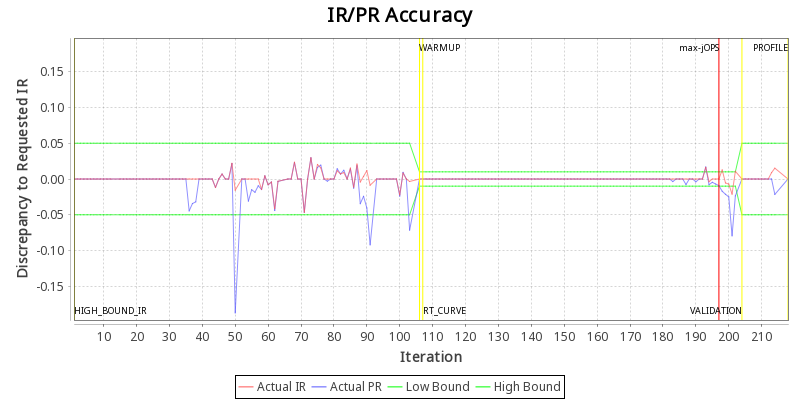 IR/PR Accuracy
Discrepancy to Requested IR
0.15
0.10
0.05
0.00
-0.05
-0.10
-0.15
WARMUP
max-jOPS
PROFILE
HIGH_BOUND_IR
RT_CURVE
VALIDATION
10 20 30 40 50 60 70 80 90 100 110 120 130 140 150 160 170 180 190 200 210
Iteration
Actual IR Actual PR Low Bound High Bound